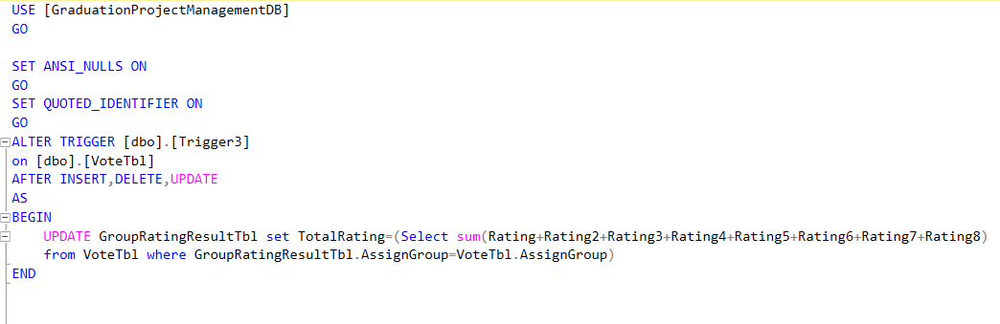 USE [GraduationProjectManagementDB]
GO
SET ANSI_NULLS ON
GO
SET QUOTED_IDENTIFIER ON
GO
ALTER TRIGGER [dbo].[Trigger3]
on [dbo].[VoteTbl]
AFTER INSERT,DELETE,UPDATE
AS
BEGIN
UPDATE GroupRatingResultTbl set TotalRating=(Select sum(Rating+Rating2+Rating3+Rating4+Rating5+Rating6+Rating7+Rating8)
from VoteTbl where GroupRatingResultTbl.AssignGroup=VoteTbl.AssignGroup)
END